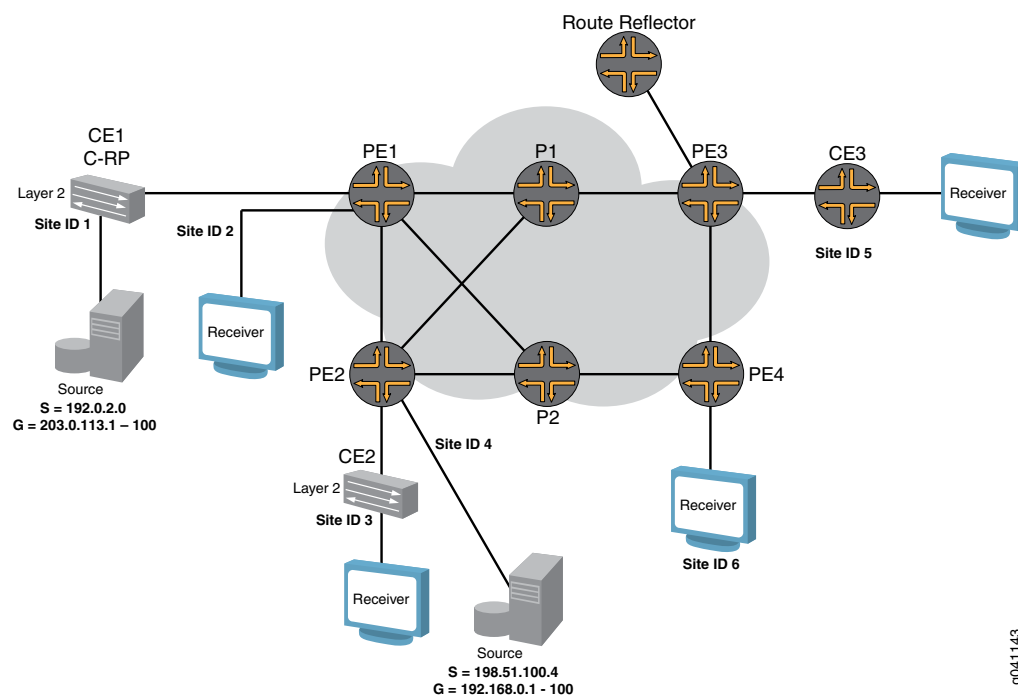 Route Reflector
CE1
C-RP
PE1
P1
PE3
CE3
Layer 2
Site ID 1
Site ID 2
Receiver
Site ID 5
Receiver
Source
S = 192.0.2.0
G = 203.0.113.1 – 100
PE2
P2
PE4
Site ID 4
CE2
Layer 2
Site ID 3
Receiver
Site ID 6
Receiver
Source
S = 198.51.100.4
G = 192.168.0.1 - 100
g041143